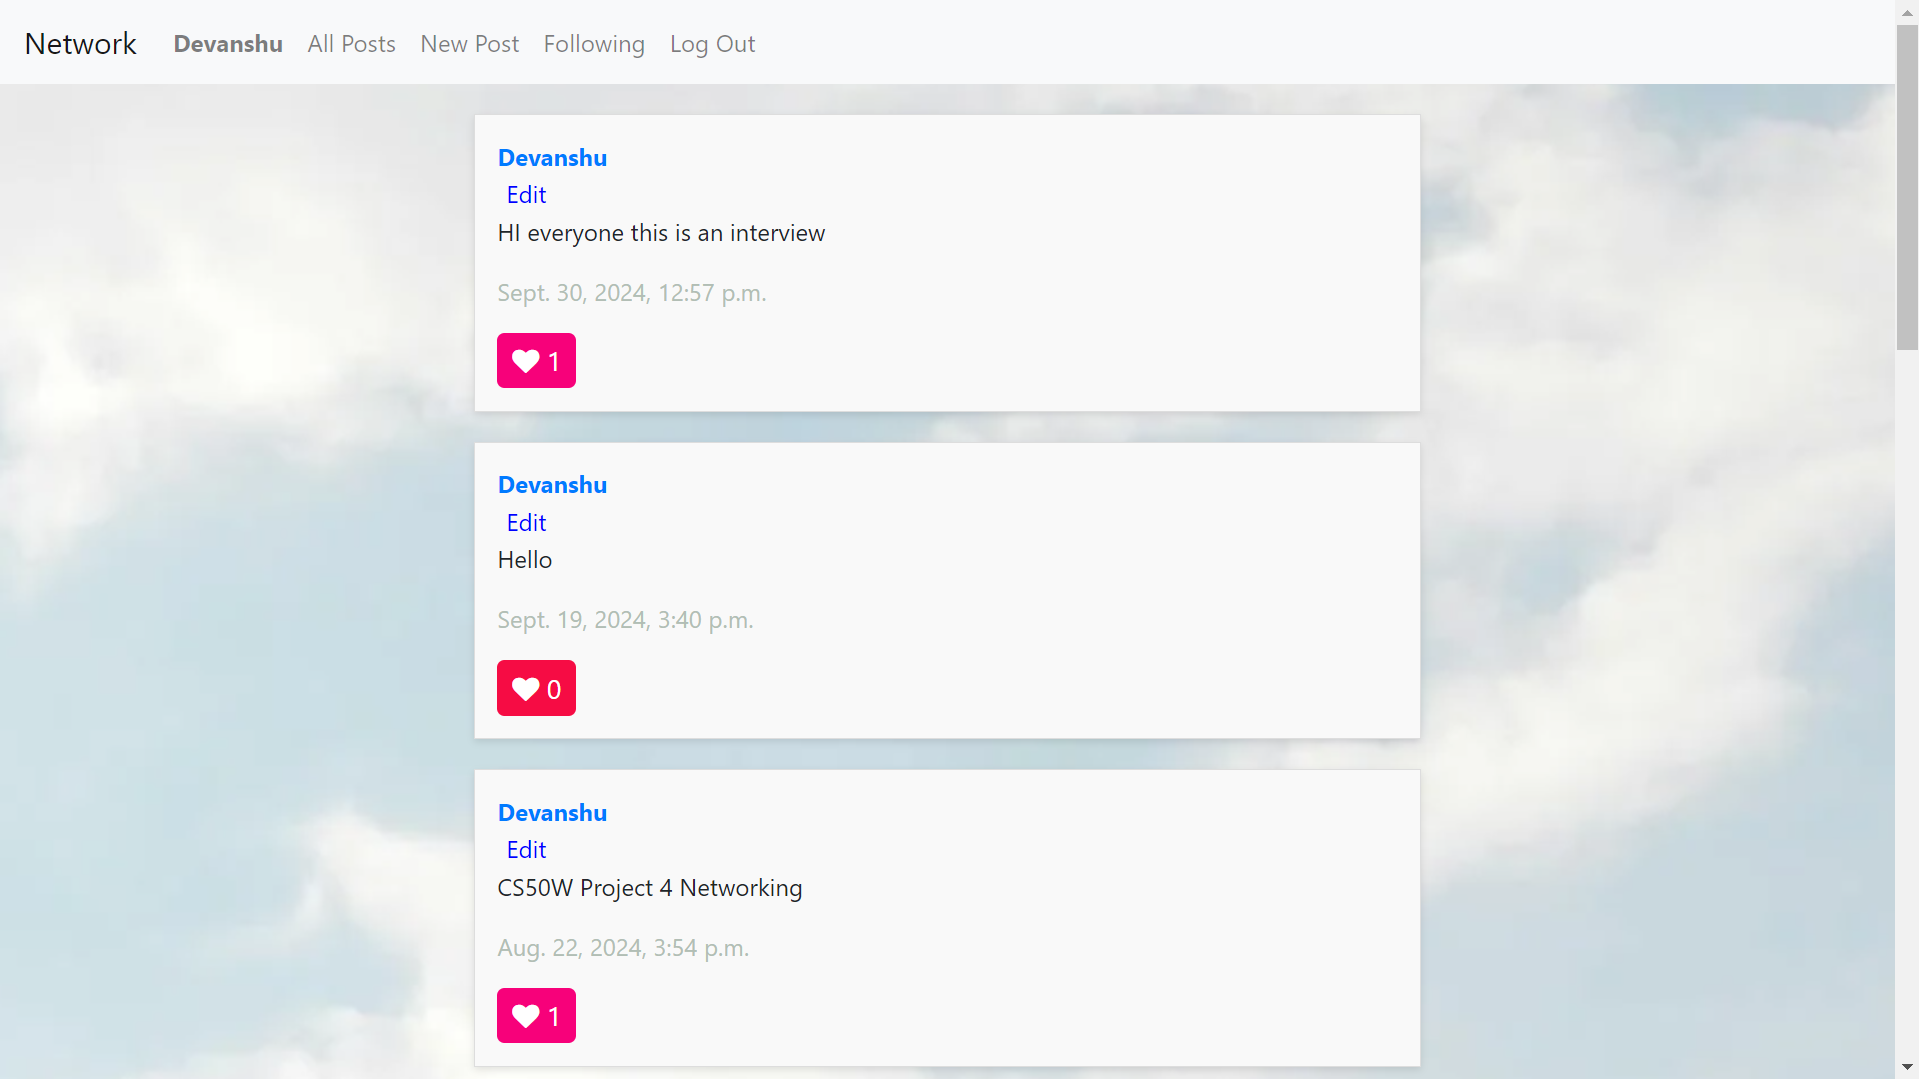 Network Devanshu All Posts New Post Following Log Out
Devanshu
Edit
HI everyone this is an interview
Sept. 30, 2024, 12:57 p.m.
1
Devanshu
Edit
Hello
Sept. 19, 2024, 3:40 p.m.
0
Devanshu
Edit
CS50W Project 4 Networking
Aug. 22, 2024, 3:54 p.m.
1